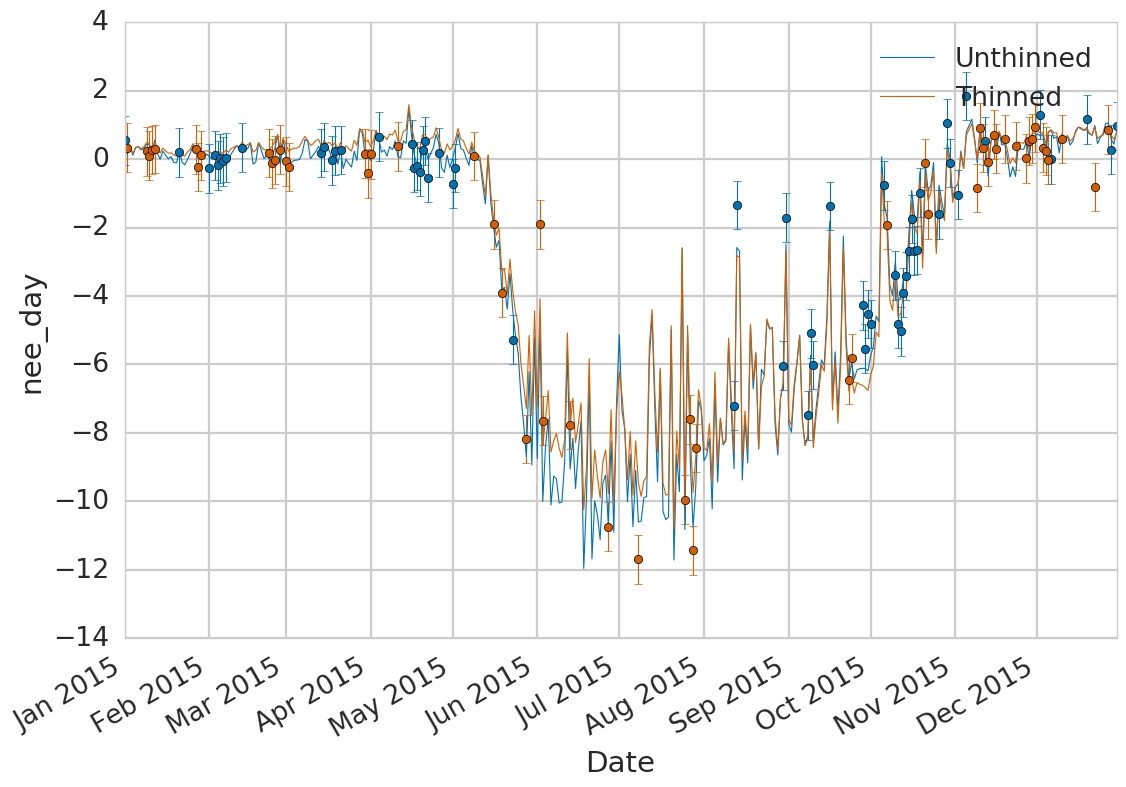 4
2
0
−2
−4
−6
−8
−10
−12
−14
nee_day
Unthinned
Thinned
Jan 2015
Feb 2015
Mar 2015
Apr 2015
May 2015
Jun 2015
Jul 2015
Aug 2015
Sep 2015
Oct 2015
Nov 2015
Dec 2015
Date